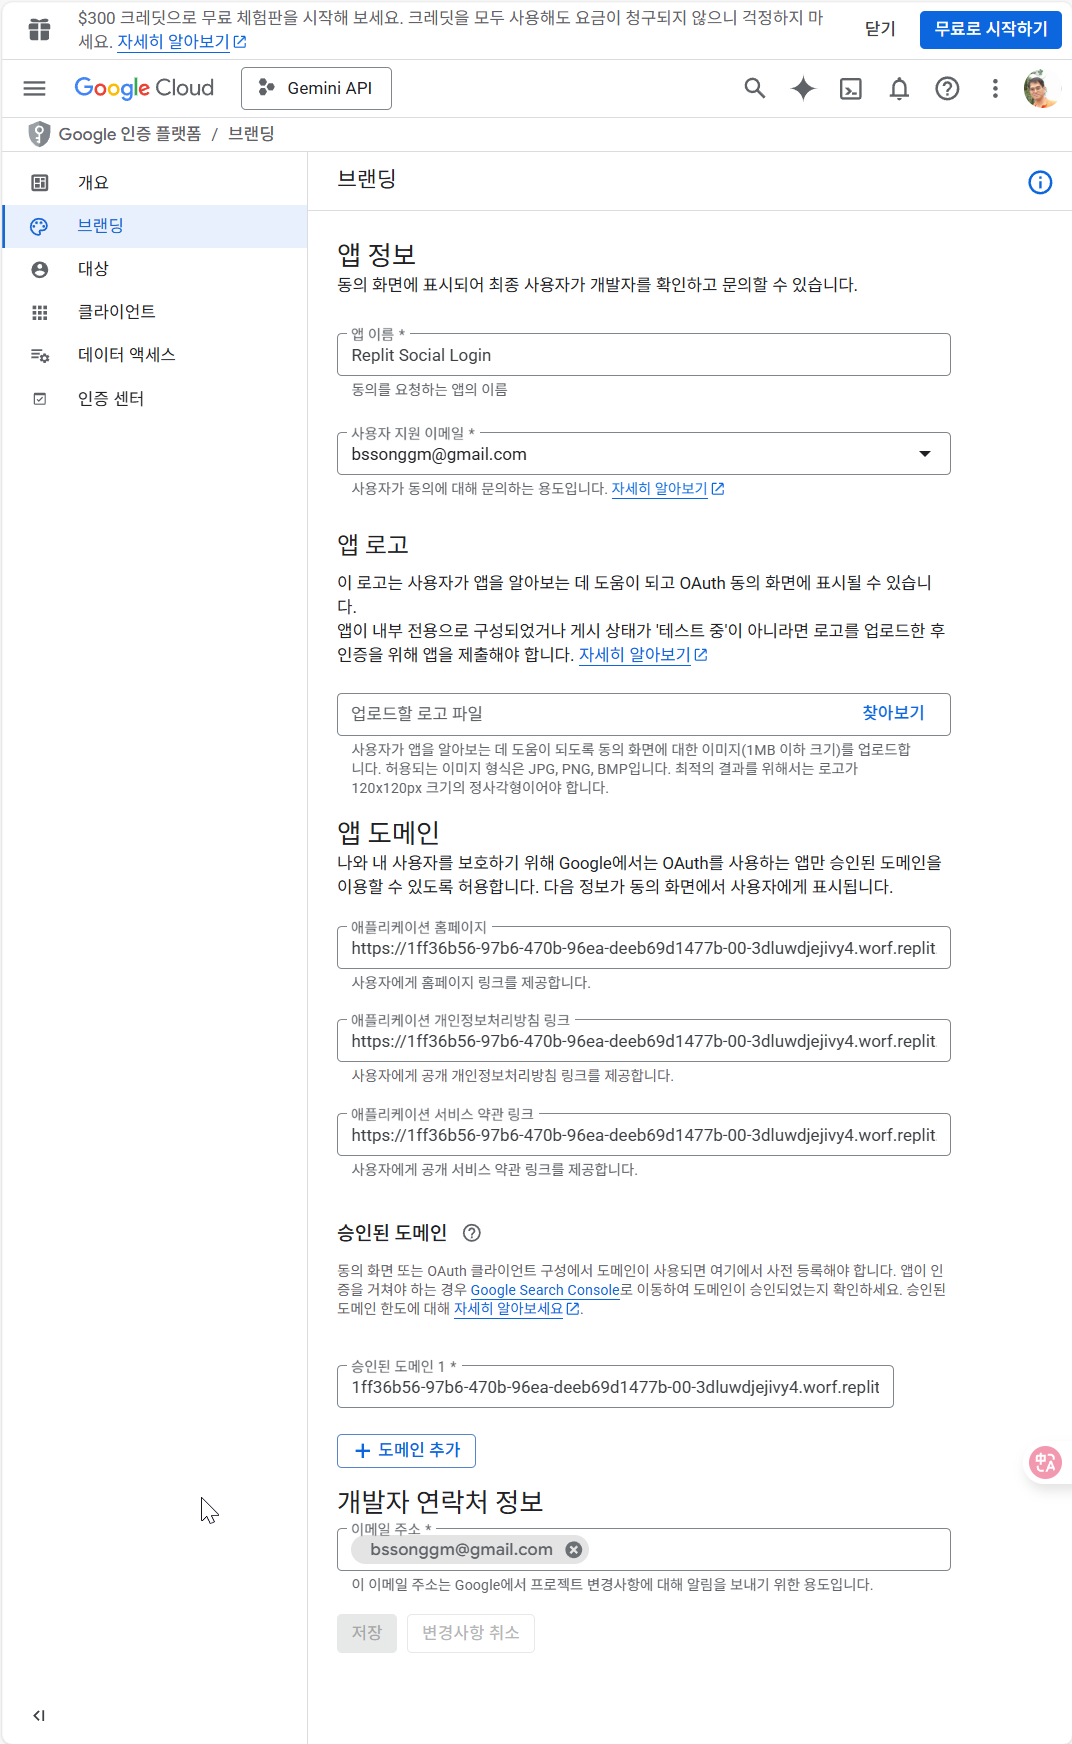 $300 크레딧으로 무료 체험판을 시작해 보세요. 크레딧을 모두 사용해도 요금이 청구되지 않으니 걱정하지 마
세요. 자세히 알아보기
닫기
무료로 시작하기
Google Cloud
Gemini API
Google 인증 플랫폼 / 브랜딩
개요
브랜딩
대상
클라이언트
데이터 액세스
인증 센터
브랜딩
앱 정보
동의 화면에 표시되어 최종 사용자가 개발자를 확인하고 문의할 수 있습니다.
앱 이름 *
Replit Social Login
동의를 요청하는 앱의 이름
사용자 지원 이메일 *
bssonggm@gmail.com
사용자가 동의에 대해 문의하는 용도입니다. 자세히 알아보기
앱 로고
이 로고는 사용자가 앱을 알아보는 데 도움이 되고 OAuth 동의 화면에 표시될 수 있습니
다.
앱이 내부 전용으로 구성되었거나 게시 상태가 '테스트 중'이 아니라면 로고를 업로드한 후
인증을 위해 앱을 제출해야 합니다. 자세히 알아보기
업로드할 로고 파일
찾아보기
사용자가 앱을 알아보는 데 도움이 되도록 동의 화면에 대한 이미지(1MB 이하 크기)를 업로드합
니다. 허용되는 이미지 형식은 JPG, PNG, BMP입니다. 최적의 결과를 위해서는 로고가
120x120px 크기의 정사각형이어야 합니다.
앱 도메인
나와 내 사용자를 보호하기 위해 Google에서는 OAuth를 사용하는 앱만 승인된 도메인을
이용할 수 있도록 허용합니다. 다음 정보가 동의 화면에서 사용자에게 표시됩니다.
애플리케이션 홈페이지
https://1ff36b56-97b6-470b-96ea-deeb69d1477b-00-3dluwdjejivy4.worf.replit
사용자에게 홈페이지 링크를 제공합니다.
애플리케이션 개인정보처리방침 링크
https://1ff36b56-97b6-470b-96ea-deeb69d1477b-00-3dluwdjejivy4.worf.replit
사용자에게 공개 개인정보처리방침 링크를 제공합니다.
애플리케이션 서비스 약관 링크
https://1ff36b56-97b6-470b-96ea-deeb69d1477b-00-3dluwdjejivy4.worf.replit
사용자에게 공개 서비스 약관 링크를 제공합니다.
승인된 도메인
동의 화면 또는 OAuth 클라이언트 구성에서 도메인이 사용되면 여기에서 사전 등록해야 합니다. 앱이 인
증을 거쳐야 하는 경우 Google Search Console로 이동하여 도메인이 승인되었는지 확인하세요. 승인된
도메인 한도에 대해 자세히 알아보세요.
승인된 도메인 1 *
1ff36b56-97b6-470b-96ea-deeb69d1477b-00-3dluwdjejivy4.worf.replit
+ 도메인 추가
개발자 연락처 정보
이메일 주소 *
bssonggm@gmail.com
이 이메일 주소는 Google에서 프로젝트 변경사항에 대해 알림을 보내기 위한 용도입니다.
저장
변경사항 취소